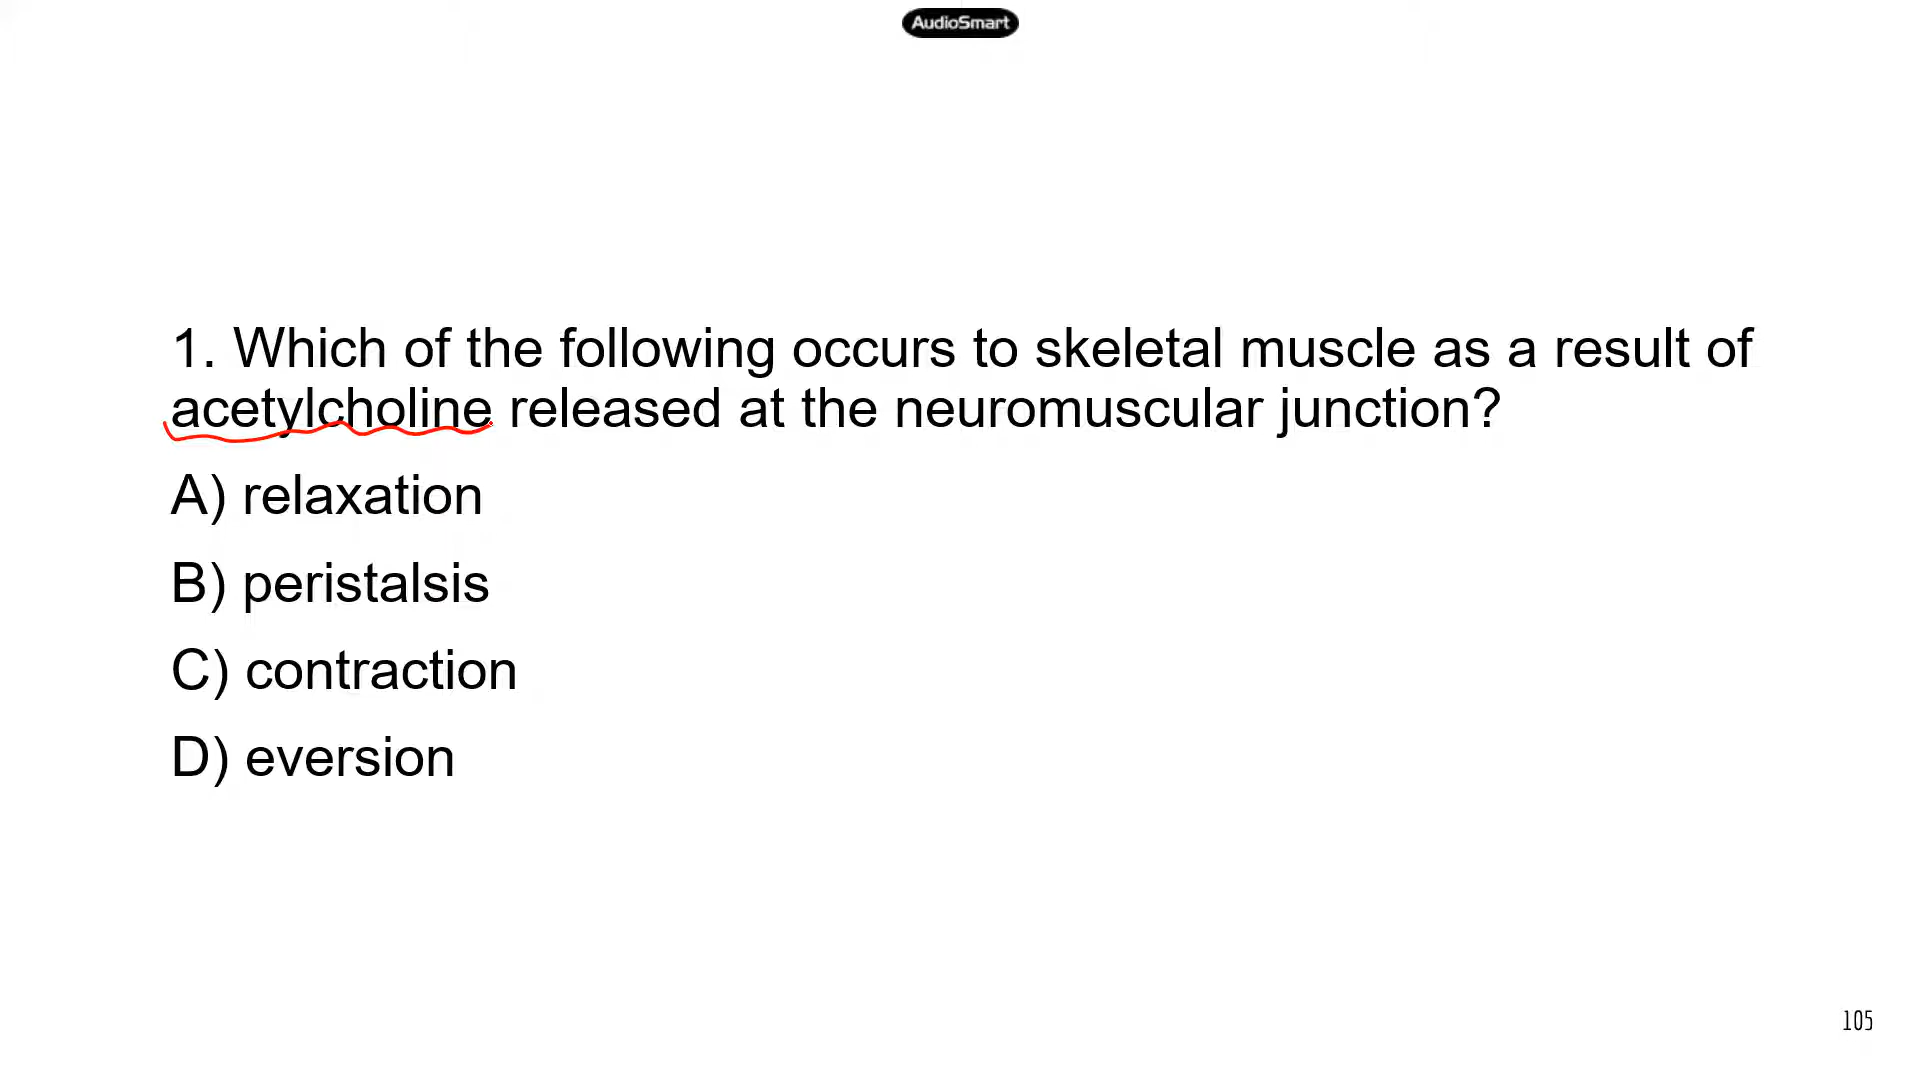 AudioSmart
1. Which of the following occurs to skeletal muscle as a result of
acetylcholine released at the neuromuscular junction?
A) relaxation
B) peristalsis
C) contraction
D) eversion
105